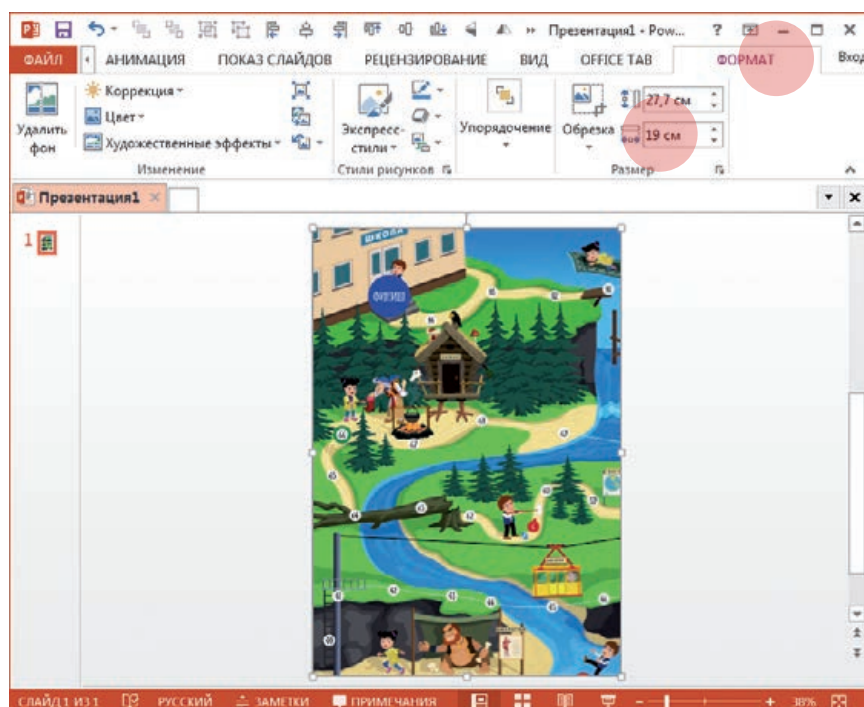 Презентация1 - Pow... ?
ФАЙЛ АНИМАЦИЯ ПОКАЗ СЛАЙДОВ РЕЦЕНЗИРОВАНИЕ ВИД OFFICE TAB ФОРМАТ Вход
Удалить фон
Коррекция
Цвет
Художественные эффекты
Экспресс-стили
Упорядочение
Обрезка
27,7 см
19 см
Изменение Стили рисунков Размер
Презентация1
1
ШКОЛА
ФИНИШ
СЛАЙД 1 ИЗ 1 РУССКИЙ ЗАМЕТКИ ПРИМЕЧАНИЯ 38%